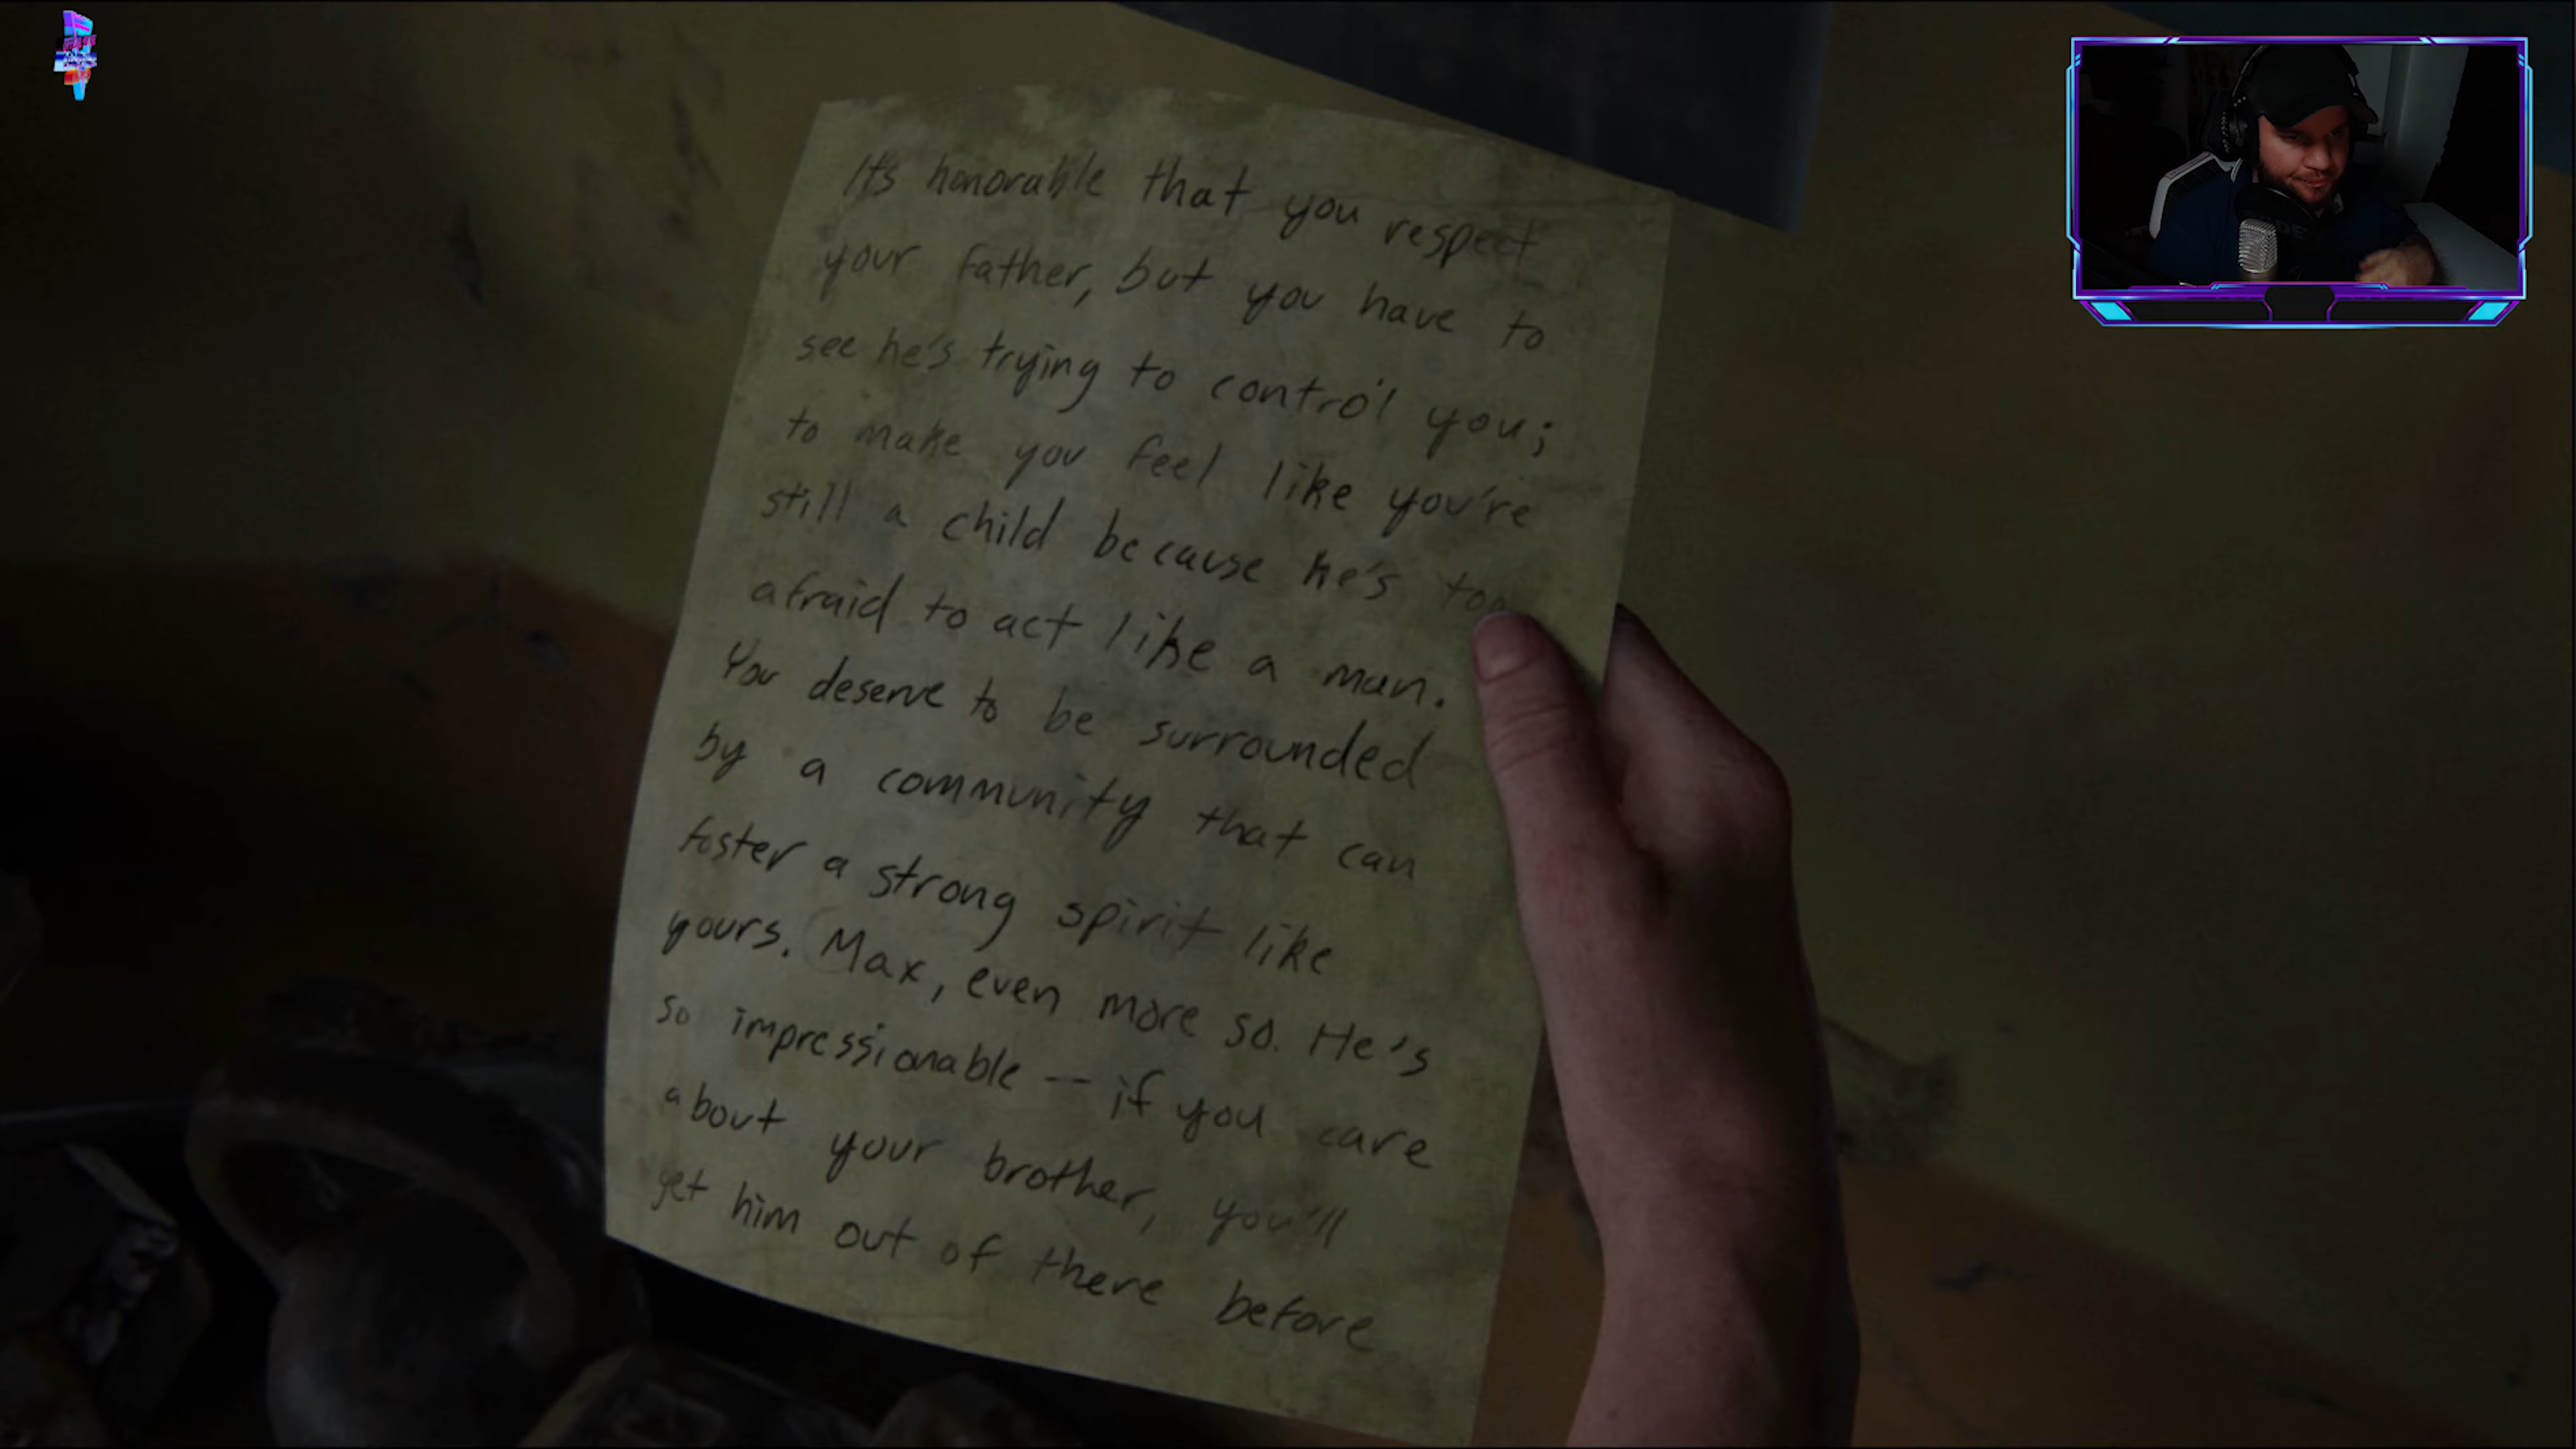 It's honorable that you respect
your father, but you have to
see he's trying to control you;
to make you feel like you're
still a child because he's too
afraid to act like a man.
You deserve to be surrounded
by a community that can
foster a strong spirit like
yours. Max, even more so. He's
so impressionable -- if you care
about your brother, you'll
get him out of there before